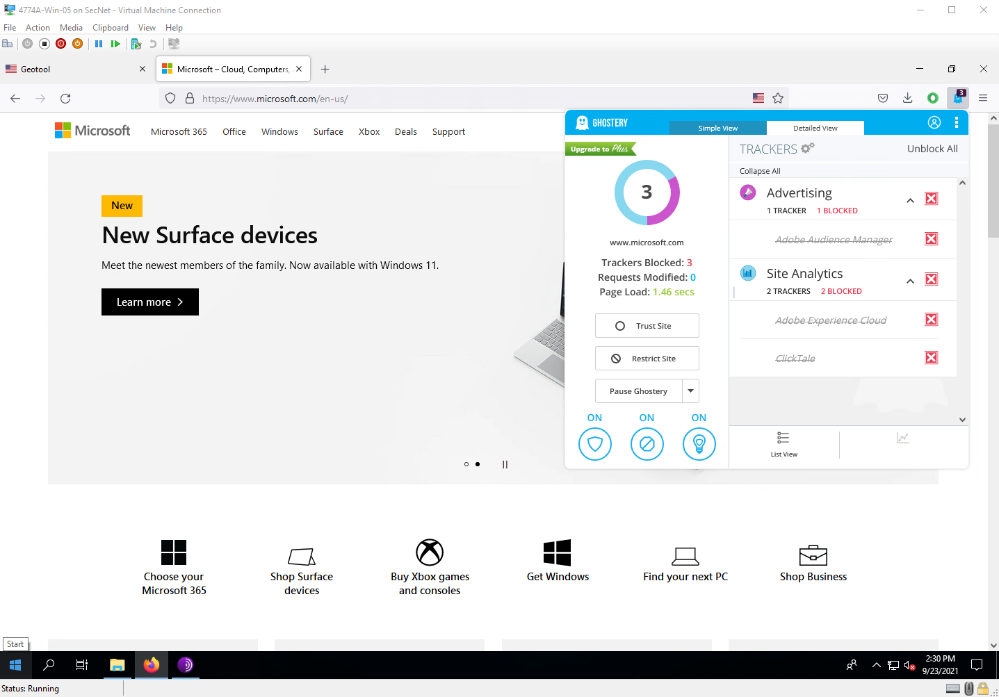 4774A-Win-05 on SecNet - Virtual Machine Connection
File Action Media Clipboard View Help
Geotool
Microsoft – Cloud, Computers,
https://www.microsoft.com/en-us/
3
Microsoft
Microsoft 365 Office Windows Surface Xbox Deals Support
New
New Surface devices
Meet the newest members of the family. Now available with Windows 11.
Learn more
GHOSTERY
Simple View
Detailed View
Upgrade to Plus
3
www.microsoft.com
Trackers Blocked: 3
Requests Modified: 0
Page Load: 1.46 secs
Trust Site
Restrict Site
Pause Ghostery
ON ON ON
TRACKERS
Unblock All
Collapse All
Advertising
1 TRACKER 1 BLOCKED
Adobe Audience Manager
Site Analytics
2 TRACKERS 2 BLOCKED
Adobe Experience Cloud
ClickTale
List View
Choose your
Microsoft 365
Shop Surface
devices
Buy Xbox games
and consoles
Get Windows
Find your next PC
Shop Business
Start
2:30 PM
9/23/2021
Status: Running